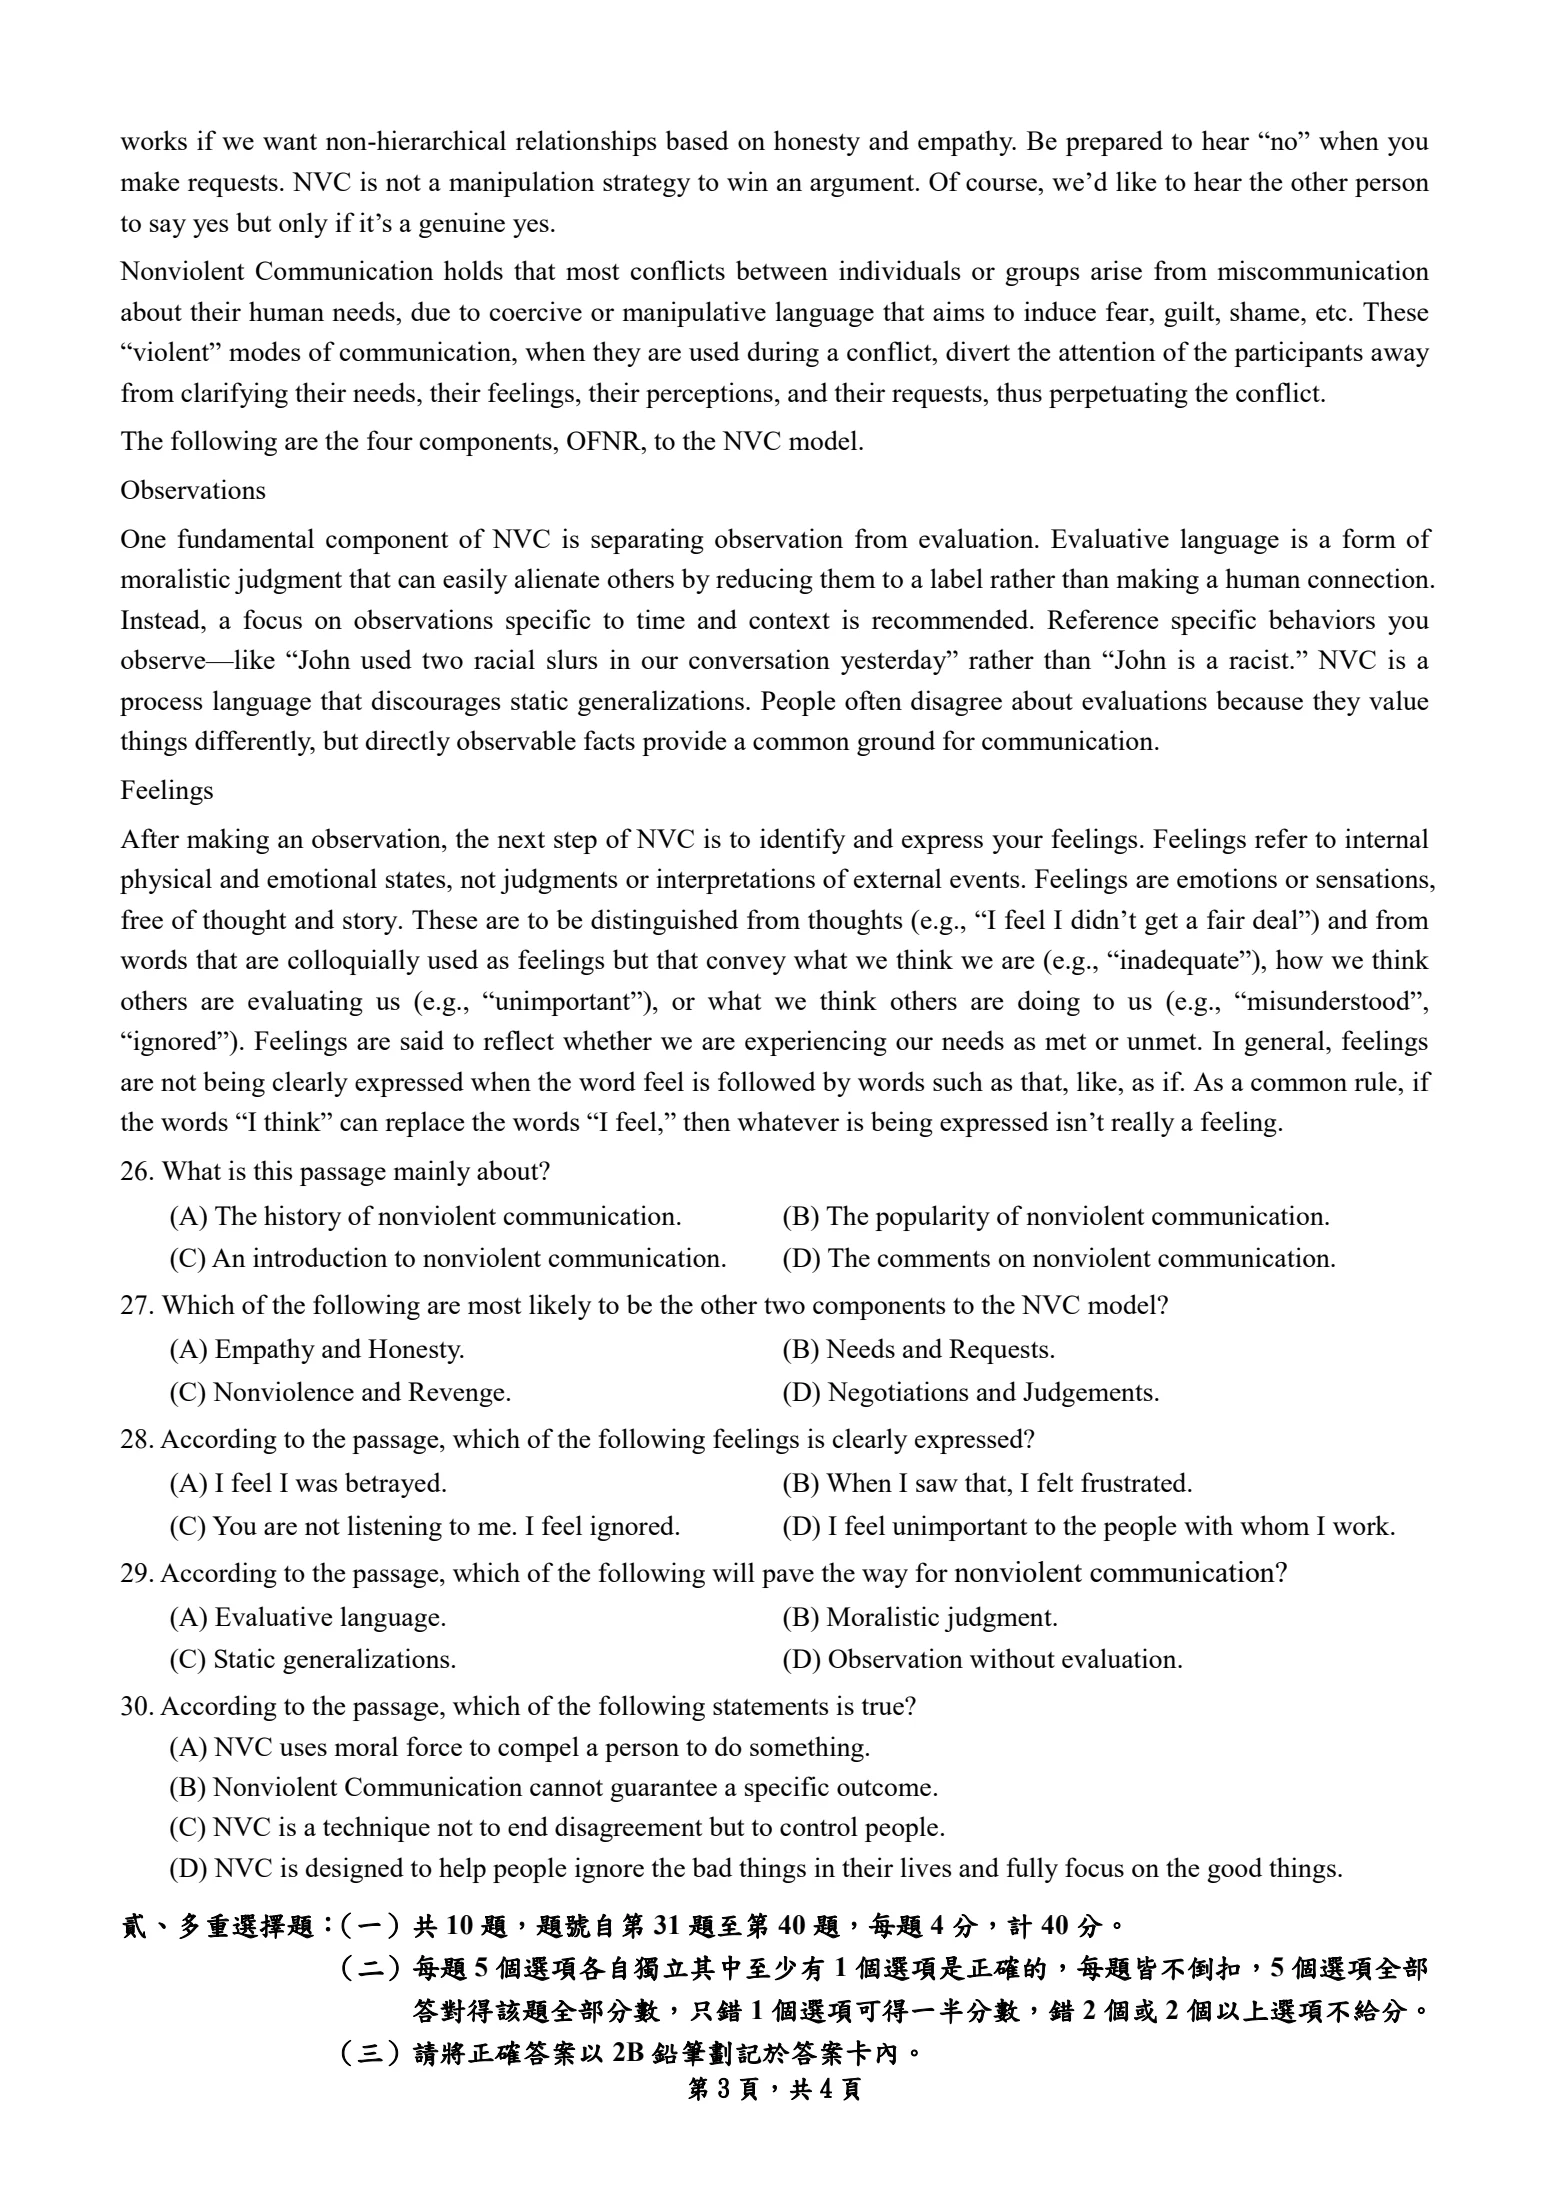 works if we want non-hierarchical relationships based on honesty and empathy. Be prepared to hear “no” when you
make requests. NVC is not a manipulation strategy to win an argument. Of course, we’d like to hear the other person
to say yes but only if it’s a genuine yes.
Nonviolent Communication holds that most conflicts between individuals or groups arise from miscommunication
about their human needs, due to coercive or manipulative language that aims to induce fear, guilt, shame, etc. These
“violent” modes of communication, when they are used during a conflict, divert the attention of the participants away
from clarifying their needs, their feelings, their perceptions, and their requests, thus perpetuating the conflict.
The following are the four components, OFNR, to the NVC model.
Observations
One fundamental component of NVC is separating observation from evaluation. Evaluative language is a form of
moralistic judgment that can easily alienate others by reducing them to a label rather than making a human connection.
Instead, a focus on observations specific to time and context is recommended. Reference specific behaviors you
observe—like “John used two racial slurs in our conversation yesterday” rather than “John is a racist.” NVC is a
process language that discourages static generalizations. People often disagree about evaluations because they value
things differently, but directly observable facts provide a common ground for communication.
Feelings
After making an observation, the next step of NVC is to identify and express your feelings. Feelings refer to internal
physical and emotional states, not judgments or interpretations of external events. Feelings are emotions or sensations,
free of thought and story. These are to be distinguished from thoughts (e.g., “I feel I didn’t get a fair deal”) and from
words that are colloquially used as feelings but that convey what we think we are (e.g., “inadequate”), how we think
others are evaluating us (e.g., “unimportant”), or what we think others are doing to us (e.g., “misunderstood”,
“ignored”). Feelings are said to reflect whether we are experiencing our needs as met or unmet. In general, feelings
are not being clearly expressed when the word feel is followed by words such as that, like, as if. As a common rule, if
the words “I think” can replace the words “I feel,” then whatever is being expressed isn’t really a feeling.
26. What is this passage mainly about?
(A) The history of nonviolent communication. (B) The popularity of nonviolent communication.
(C) An introduction to nonviolent communication. (D) The comments on nonviolent communication.
27. Which of the following are most likely to be the other two components to the NVC model?
(A) Empathy and Honesty. (B) Needs and Requests.
(C) Nonviolence and Revenge. (D) Negotiations and Judgements.
28. According to the passage, which of the following feelings is clearly expressed?
(A) I feel I was betrayed. (B) When I saw that, I felt frustrated.
(C) You are not listening to me. I feel ignored. (D) I feel unimportant to the people with whom I work.
29. According to the passage, which of the following will pave the way for nonviolent communication?
(A) Evaluative language. (B) Moralistic judgment.
(C) Static generalizations. (D) Observation without evaluation.
30. According to the passage, which of the following statements is true?
(A) NVC uses moral force to compel a person to do something.
(B) Nonviolent Communication cannot guarantee a specific outcome.
(C) NVC is a technique not to end disagreement but to control people.
(D) NVC is designed to help people ignore the bad things in their lives and fully focus on the good things.
貳、多重選擇題：（一）共 10 題，題號自第 31 題至第 40 題，每題 4 分，計 40 分。
（二）每題 5 個選項各自獨立其中至少有 1 個選項是正確的，每題皆不倒扣，5 個選項全部
答對得該題全部分數，只錯 1 個選項可得一半分數，錯 2 個或 2 個以上選項不給分。
（三）請將正確答案以 2B 鉛筆劃記於答案卡內。
第 3 頁，共 4 頁